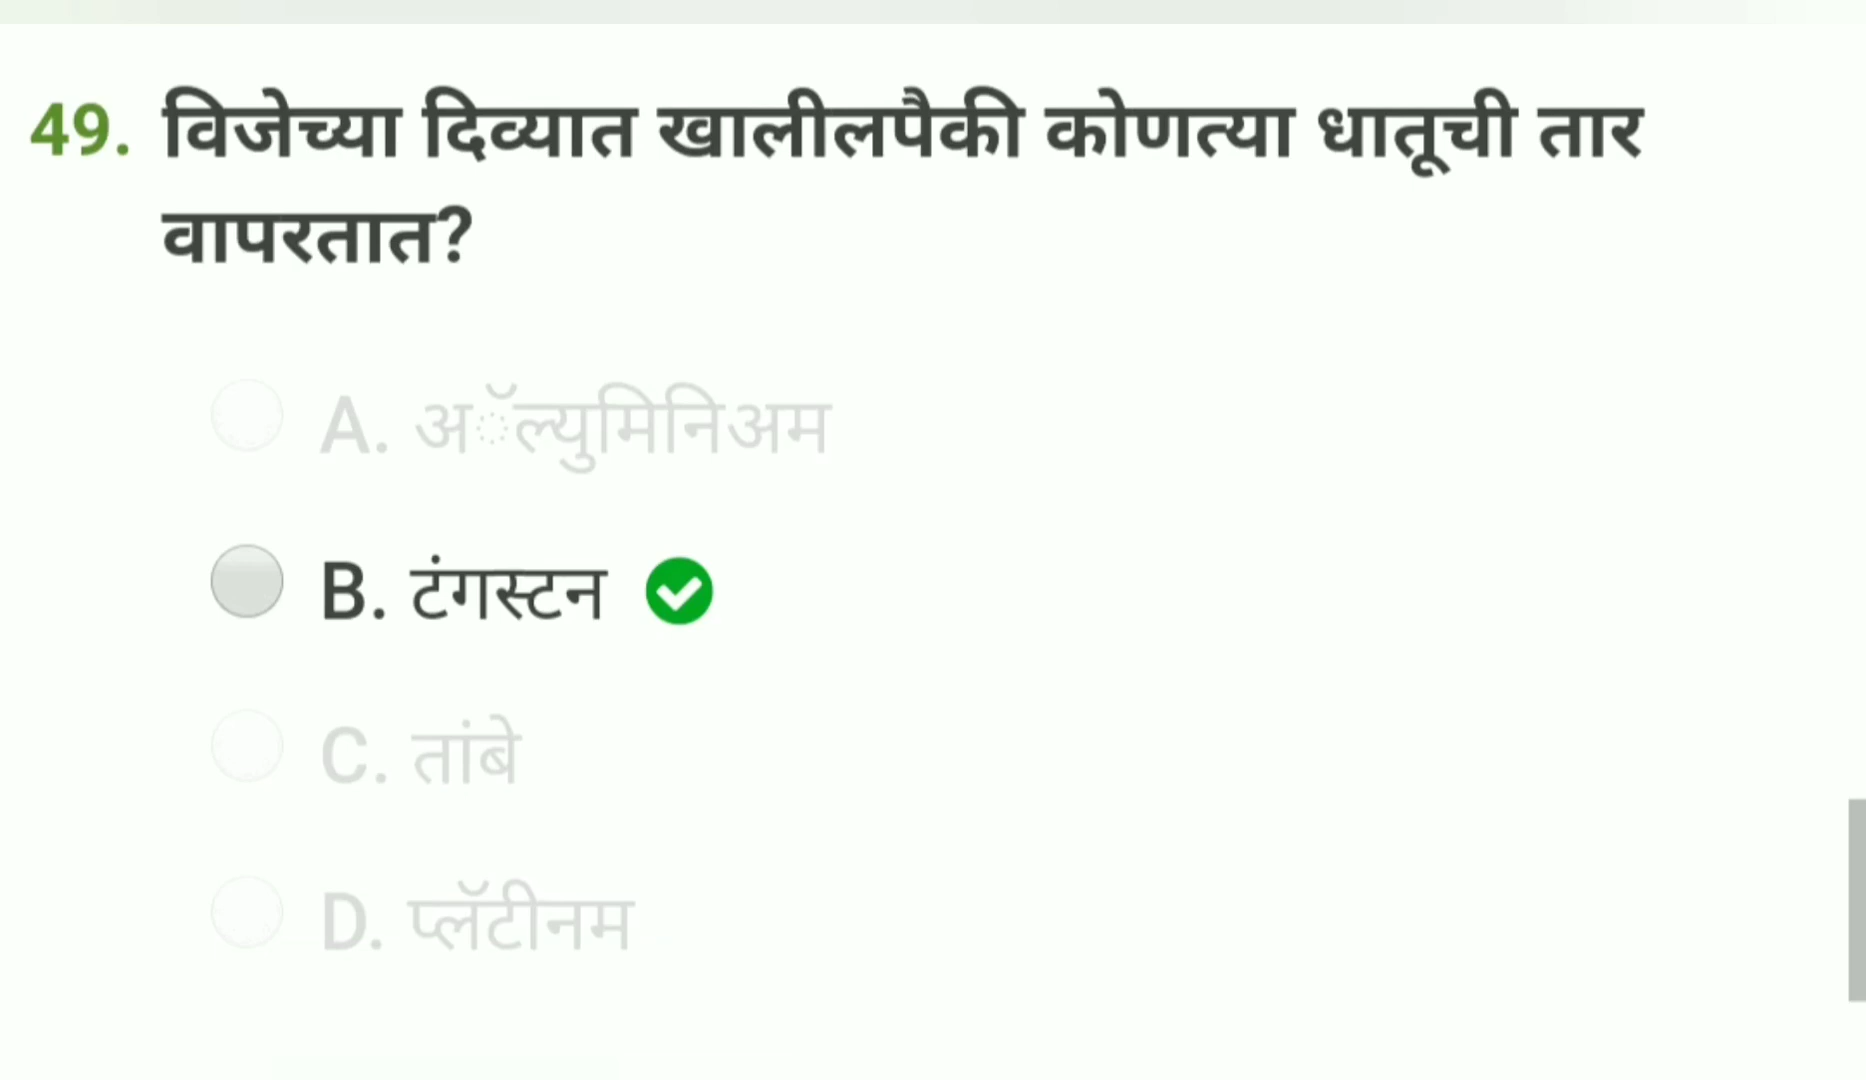 49. विजेच्या दिव्यात खालीलपैकी कोणत्या धातूची तार
वापरतात?
A. अॅल्युमिनिअम
B. टंगस्टन
C. तांबे
D. प्लॅटीनम